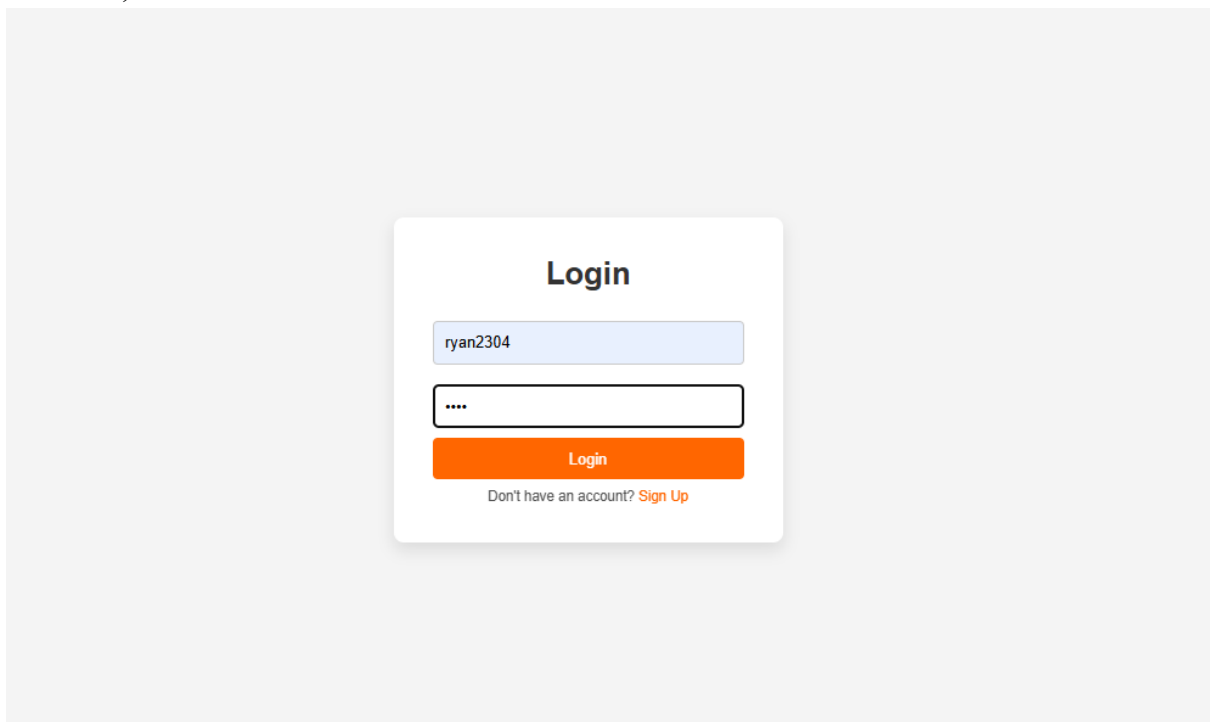 Login
ryan2304
••••
Login
Don't have an account? Sign Up